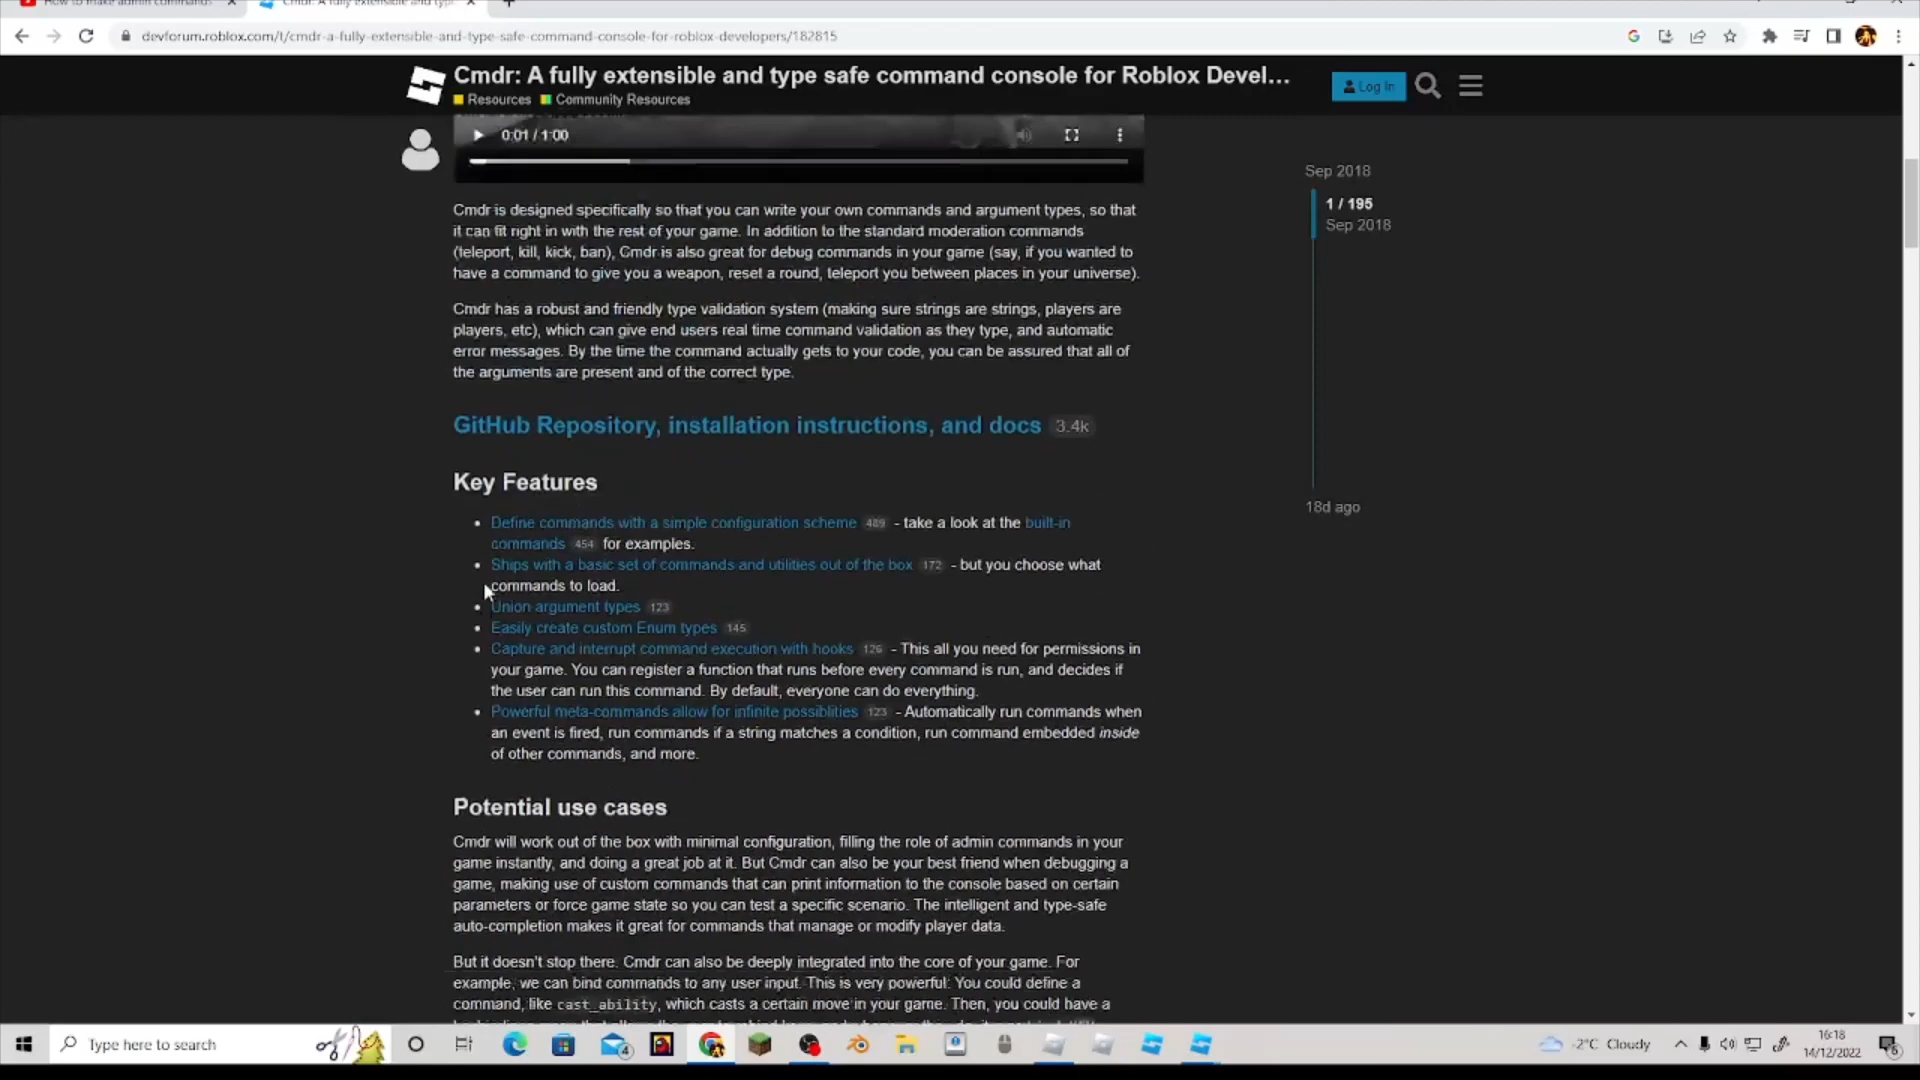 How to make admin commands
Cmdr: A fully extensible and typ
devforum.roblox.com/t/cmdr-a-fully-extensible-and-type-safe-command-console-for-roblox-developers/182815
Cmdr: A fully extensible and type safe command console for Roblox Devel...
Resources Community Resources
Log In
0:01 / 1:00
Sep 2018
1 / 195
Sep 2018
18d ago
Cmdr is designed specifically so that you can write your own commands and argument types, so that
it can fit right in with the rest of your game. In addition to the standard moderation commands
(teleport, kill, kick, ban), Cmdr is also great for debug commands in your game (say, if you wanted to
have a command to give you a weapon, reset a round, teleport you between places in your universe).
Cmdr has a robust and friendly type validation system (making sure strings are strings, players are
players, etc), which can give end users real time command validation as they type, and automatic
error messages. By the time the command actually gets to your code, you can be assured that all of
the arguments are present and of the correct type.
GitHub Repository, installation instructions, and docs 3.4k
Key Features
• Define commands with a simple configuration scheme 489 - take a look at the built-in
commands 454 for examples.
• Ships with a basic set of commands and utilities out of the box 172 - but you choose what
commands to load.
• Union argument types 123
• Easily create custom Enum types 145
• Capture and interrupt command execution with hooks 126 - This all you need for permissions in
your game. You can register a function that runs before every command is run, and decides if
the user can run this command. By default, everyone can do everything.
• Powerful meta-commands allow for infinite possiblities 123 - Automatically run commands when
an event is fired, run commands if a string matches a condition, run command embedded inside
of other commands, and more.
Potential use cases
Cmdr will work out of the box with minimal configuration, filling the role of admin commands in your
game instantly, and doing a great job at it. But Cmdr can also be your best friend when debugging a
game, making use of custom commands that can print information to the console based on certain
parameters or force game state so you can test a specific scenario. The intelligent and type-safe
auto-completion makes it great for commands that manage or modify player data.
But it doesn't stop there. Cmdr can also be deeply integrated into the core of your game. For
example, we can bind commands to any user input. This is very powerful: You could define a
command, like cast_ability, which casts a certain move in your game. Then, you could have a
Type here to search
4
-2°C Cloudy
16:18
14/12/2022